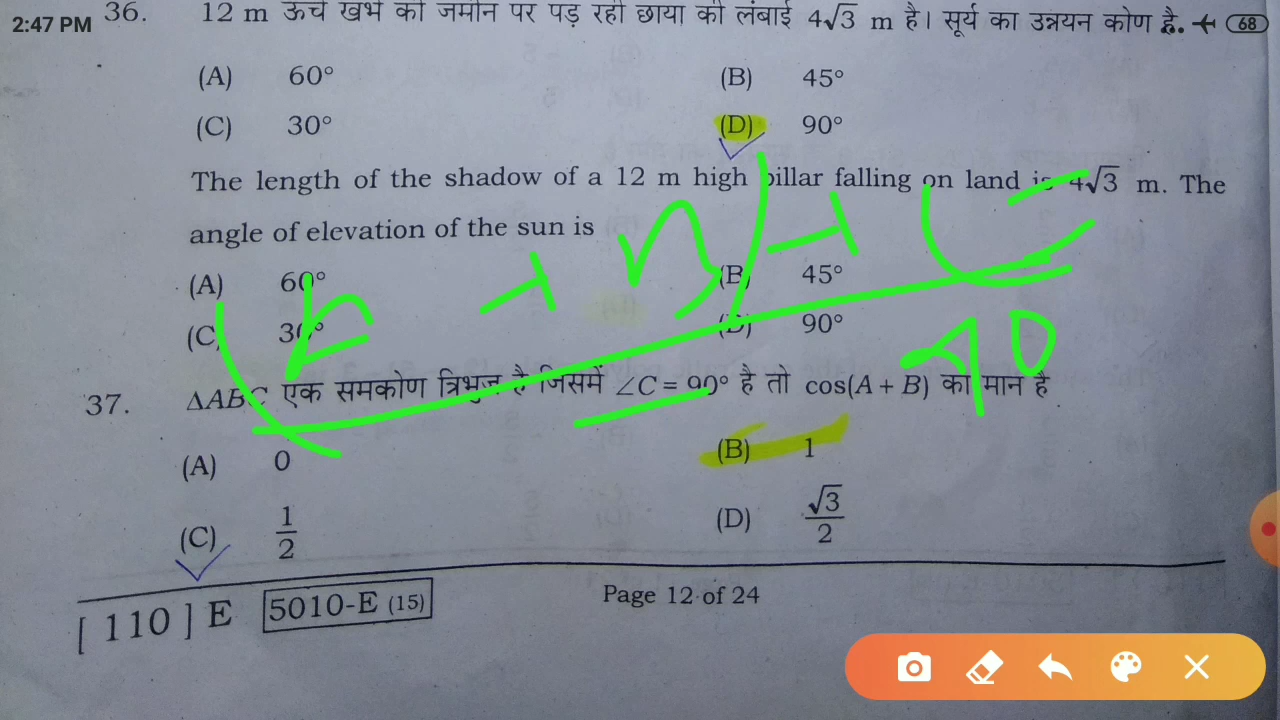 2:47 PM
36. 12 m ऊँचे खंभे की जमीन पर पड़ रही छाया की लंबाई 4√3 m है। सूर्य का उन्नयन कोण है
68
(A) 60° (B) 45°
(C) 30° (D) 90°
The length of the shadow of a 12 m high pillar falling on land is 4√3 m. The
angle of elevation of the sun is
(A) 60° (B) 45°
(C) 30° (D) 90°
90
37. ΔABC एक समकोण त्रिभुज है जिसमें ∠C = 90° है तो cos(A + B) का मान है
(A) 0 (B) 1
(C) 1/2 (D) √3/2
[ 110 ] E 5010-E (15) Page 12 of 24